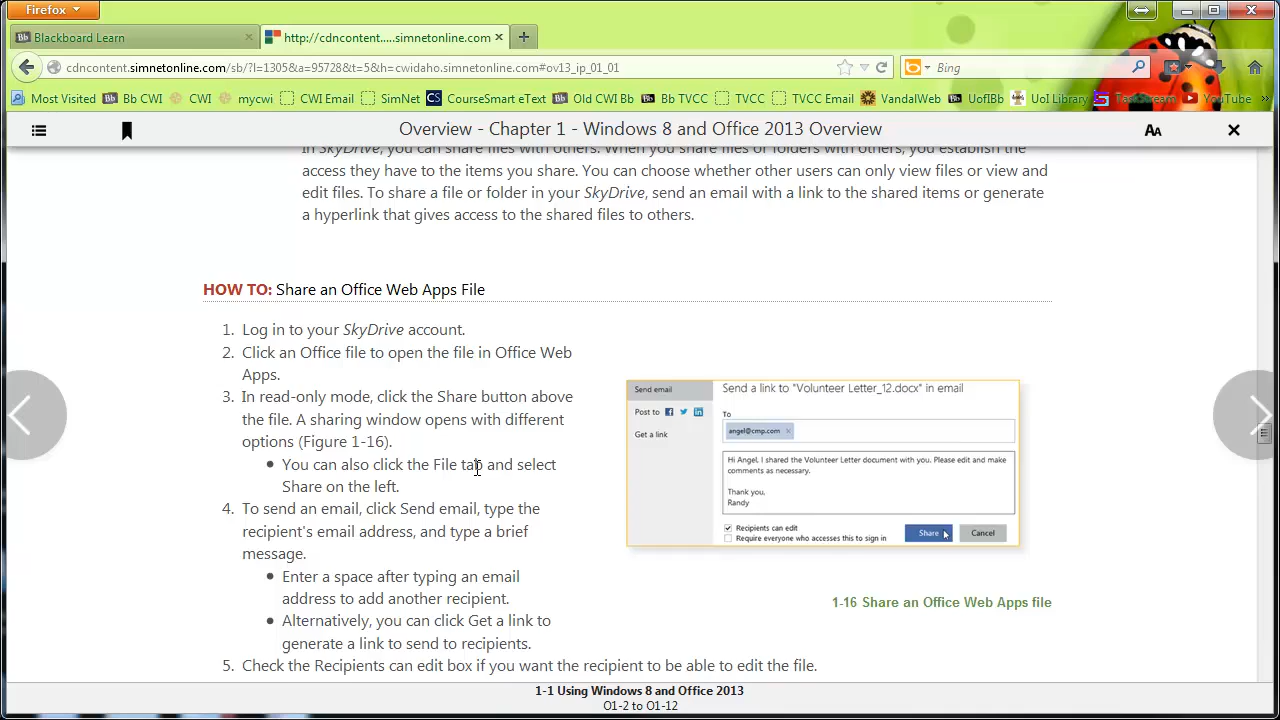 Firefox
Blackboard Learn
http://cdncontent.....simnetonline.com/...
cdncontent.simnetonline.com/sb/?l=1305&a=95728&t=5&h=cwidaho.simnetonline.com#ov13_ip_01_01
Bing
Most Visited Bb CWI CWI mycwi CWI Email SimNet CourseSmart eText Old CWI Bb Bb TVCC TVCC TVCC Email VandalWeb UofIBb UoI Library TaskStream YouTube
Overview - Chapter 1 - Windows 8 and Office 2013 Overview
In SkyDrive, you can share files with others. When you share files or folders with others, you establish the
access they have to the items you share. You can choose whether other users can only view files or view and
edit files. To share a file or folder in your SkyDrive, send an email with a link to the shared items or generate
a hyperlink that gives access to the shared files to others.
HOW TO: Share an Office Web Apps File
1. Log in to your SkyDrive account.
2. Click an Office file to open the file in Office Web
Apps.
3. In read-only mode, click the Share button above
the file. A sharing window opens with different
options (Figure 1-16).
• You can also click the File tab and select
Share on the left.
4. To send an email, click Send email, type the
recipient's email address, and type a brief
message.
• Enter a space after typing an email
address to add another recipient.
• Alternatively, you can click Get a link to
generate a link to send to recipients.
5. Check the Recipients can edit box if you want the recipient to be able to edit the file.
Send email
Post to
Get a link
Send a link to "Volunteer Letter_12.docx" in email
To
angel@cmp.com ×
Hi Angel, I shared the Volunteer Letter document with you. Please edit and make
comments as necessary.
Thank you,
Randy
Recipients can edit
Require everyone who accesses this to sign in
Share Cancel
1-16 Share an Office Web Apps file
1-1 Using Windows 8 and Office 2013
O1-2 to O1-12